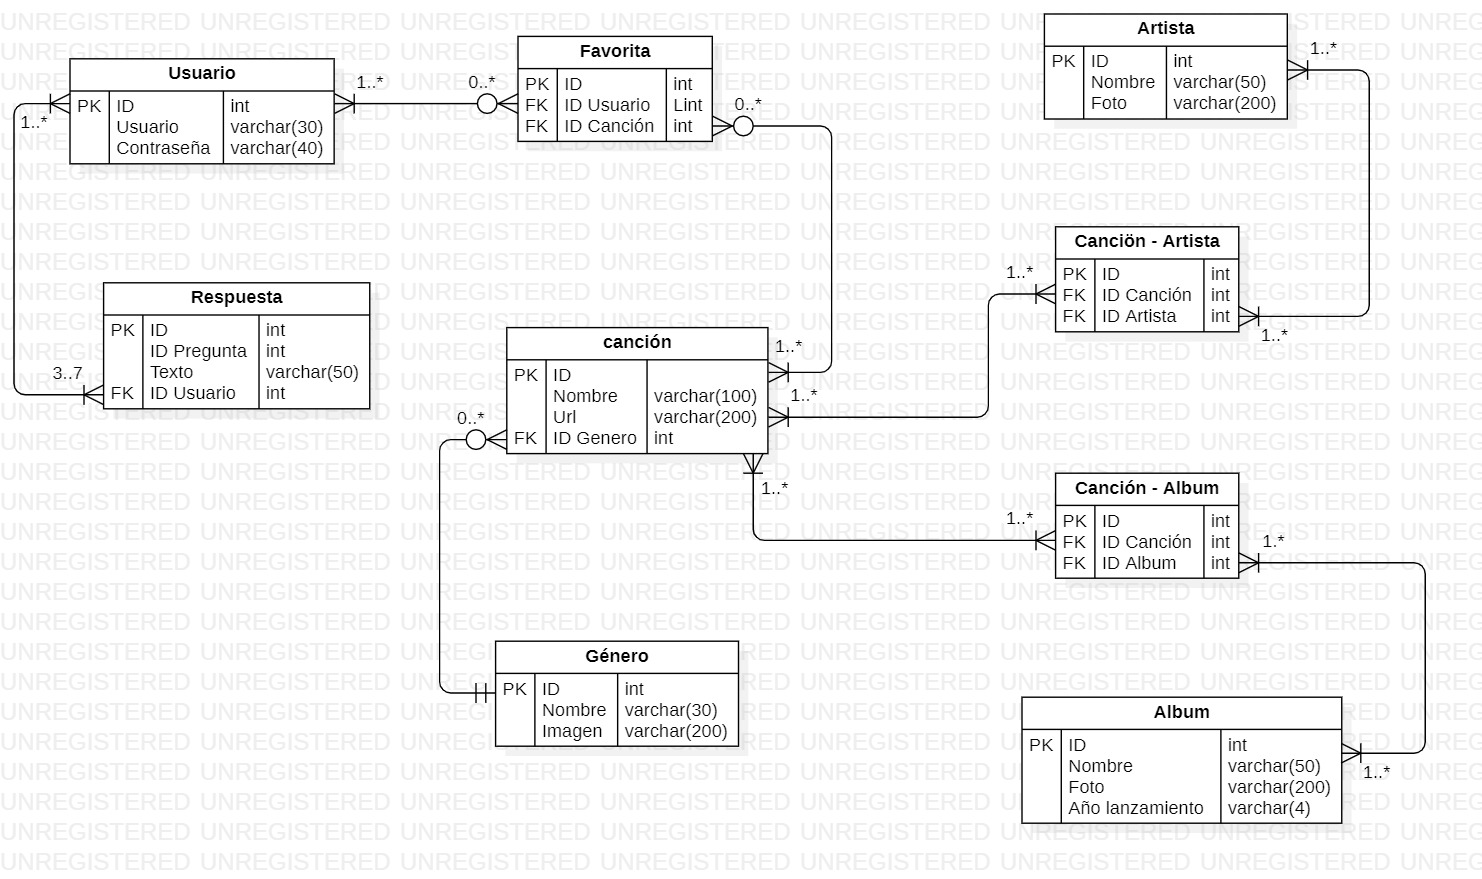 Usuario
PK ID int
Usuario varchar(30)
Contraseña varchar(40)
1..*
1..*
Favorita
PK ID int
FK ID Usuario Lint
FK ID Canción int
0..*
0..*
Artista
PK ID int
Nombre varchar(50)
Foto varchar(200)
1..*
Canciön - Artista
PK ID int
FK ID Canción int
FK ID Artista int
1..*
1..*
Respuesta
PK ID int
ID Pregunta int
Texto varchar(50)
FK ID Usuario int
3..7
canción
PK ID
Nombre varchar(100)
Url varchar(200)
FK ID Genero int
1..*
1..*
0..*
1..*
Canción - Album
PK ID int
FK ID Canción int
FK ID Album int
1..*
1.*
Género
PK ID int
Nombre varchar(30)
Imagen varchar(200)
Album
PK ID int
Nombre varchar(50)
Foto varchar(200)
Año lanzamiento varchar(4)
1..*
UNREGISTERED